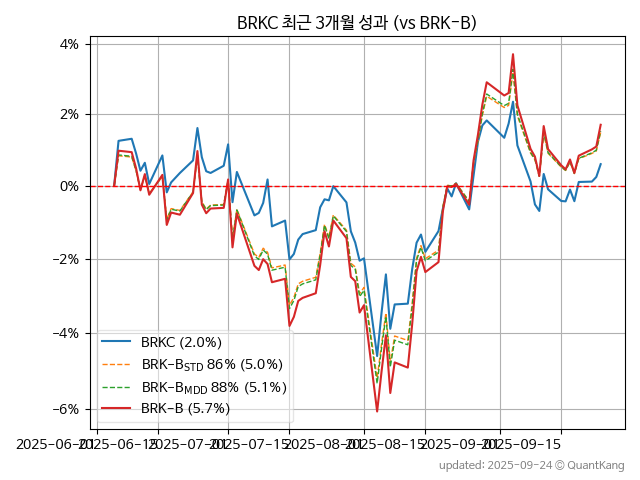 BRKC 최근 3개월 성과 (vs BRK-B)
4%
2%
0%
−2%
−4%
−6%
BRKC (2.0%)
BRK-B_STD 86% (5.0%)
BRK-B_MDD 88% (5.1%)
BRK-B (5.7%)
2025-06-01
2025-06-15
2025-07-01
2025-07-15
2025-08-01
2025-08-15
2025-09-01
2025-09-15
updated: 2025-09-24 © QuantKang